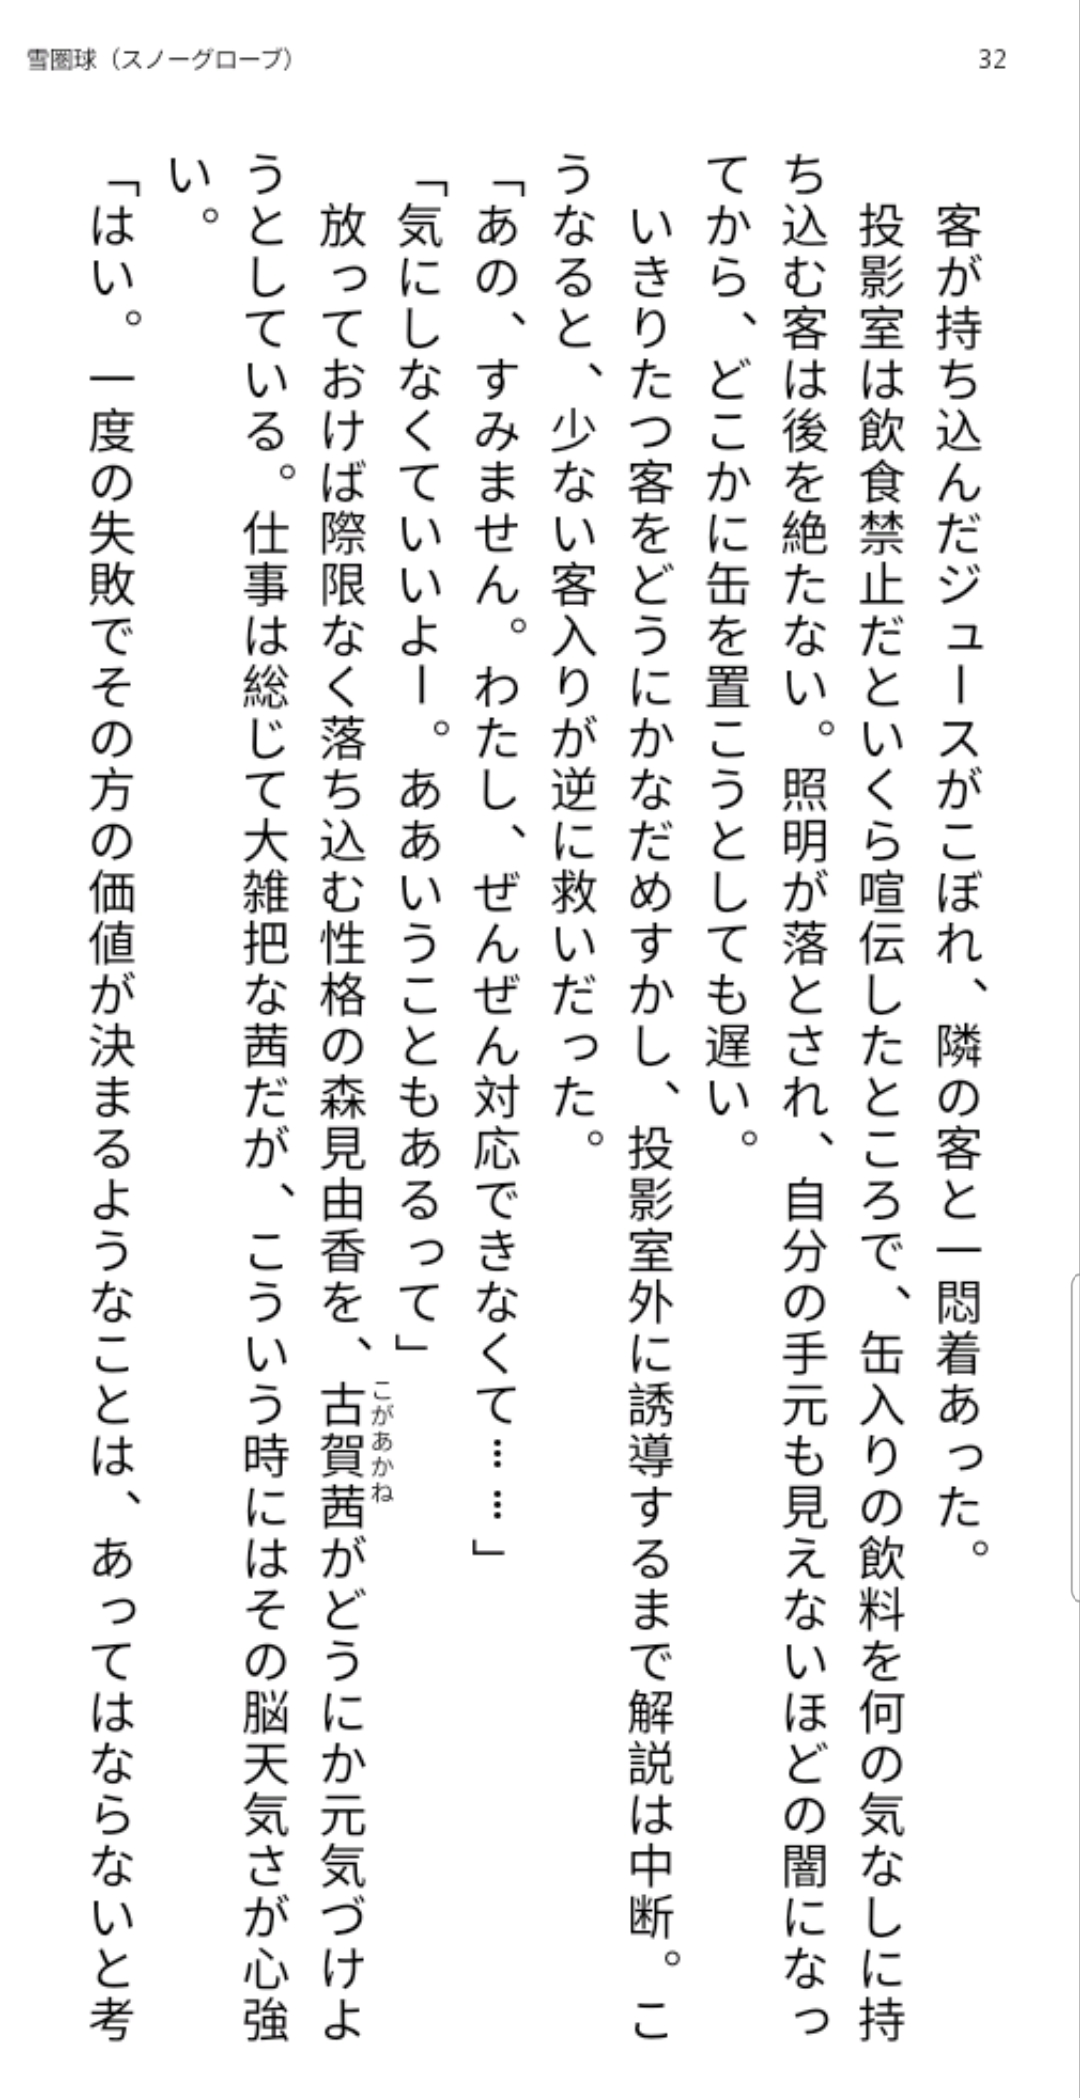 雪圏球（スノーグローブ）
32
客が持ち込んだジュースがこぼれ、隣の客と一悶着あった。
投影室は飲食禁止だといくら喧伝したところで、缶入りの飲料を何の気なしに持
ち込む客は後を絶たない。照明が落とされ、自分の手元も見えないほどの闇になっ
てから、どこかに缶を置こうとしても遅い。
いきりたつ客をどうにかなだめすかし、投影室外に誘導するまで解説は中断。こ
うなると、少ない客入りが逆に救いだった。
「あの、すみません。わたし、ぜんぜん対応できなくて……」
「気にしなくていいよー。ああいうこともあるって」
放っておけば際限なく落ち込む性格の森見由香を、古賀茜がどうにか元気づけよ
こがあかね
うとしている。仕事は総じて大雑把な茜だが、こういう時にはその脳天気さが心強
い。
「はい。一度の失敗でその方の価値が決まるようなことは、あってはならないと考